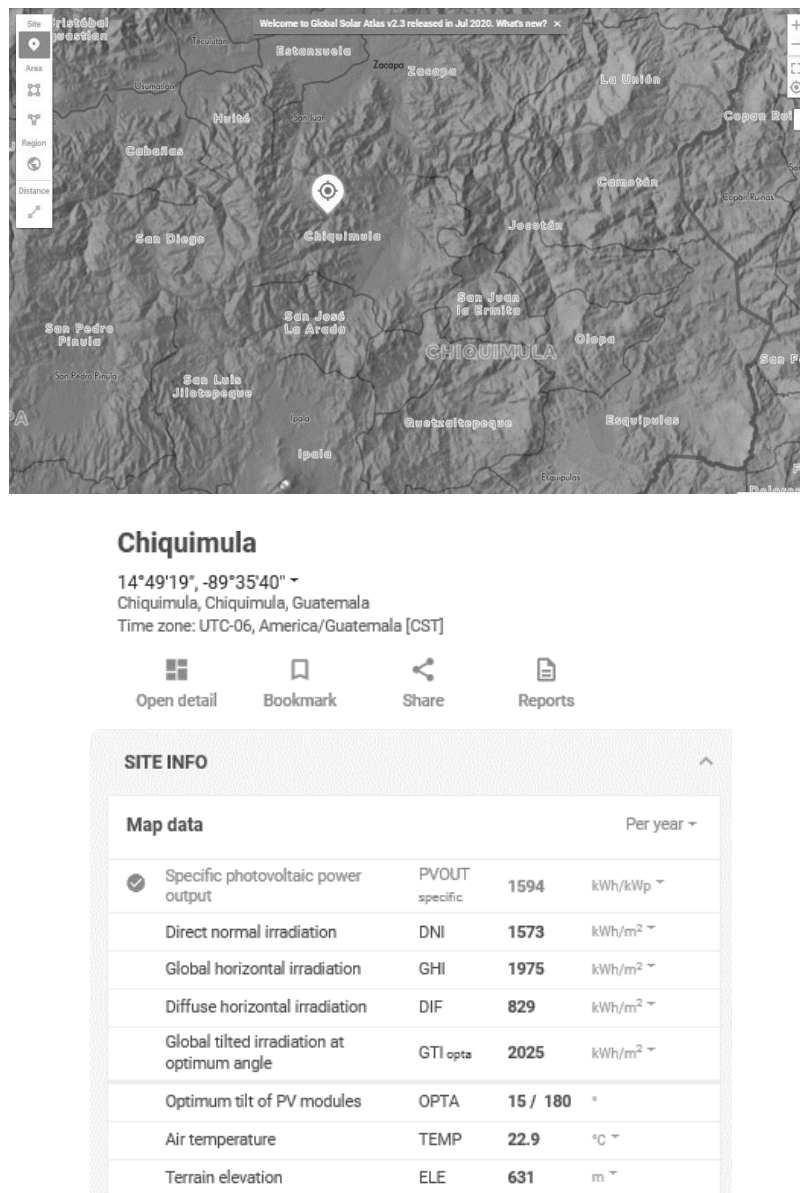 Site
Welcome to Global Solar Atlas v2.3 released in Jul 2020. What's new? ×
Teculután
Estanzuela
Zacapa
Zacapa
Area
La Unión
Usumatlán
Huité
San Juan
Region
Cabañas
Camotán
Distance
Copán Ruinas
San Diego
Chiquimula
Jocotán
San José
La Arada
San Juan
la Ermita
San Pedro
Pinula
CHIQUIMULA
Olopa
San Pedro Pinula
San Luis
Jilotepeque
Ipala
Quetzaltepeque
Esquipulas
Ipala
Esquipulas
Chiquimula
14°49'19", -89°35'40"
Chiquimula, Chiquimula, Guatemala
Time zone: UTC-06, America/Guatemala [CST]
Open detail Bookmark Share Reports
SITE INFO
Map data Per year
Specific photovoltaic power output PVOUT specific 1594 kWh/kWp
Direct normal irradiation DNI 1573 kWh/m²
Global horizontal irradiation GHI 1975 kWh/m²
Diffuse horizontal irradiation DIF 829 kWh/m²
Global tilted irradiation at optimum angle GTI opta 2025 kWh/m²
Optimum tilt of PV modules OPTA 15 / 180 °
Air temperature TEMP 22.9 °C
Terrain elevation ELE 631 m